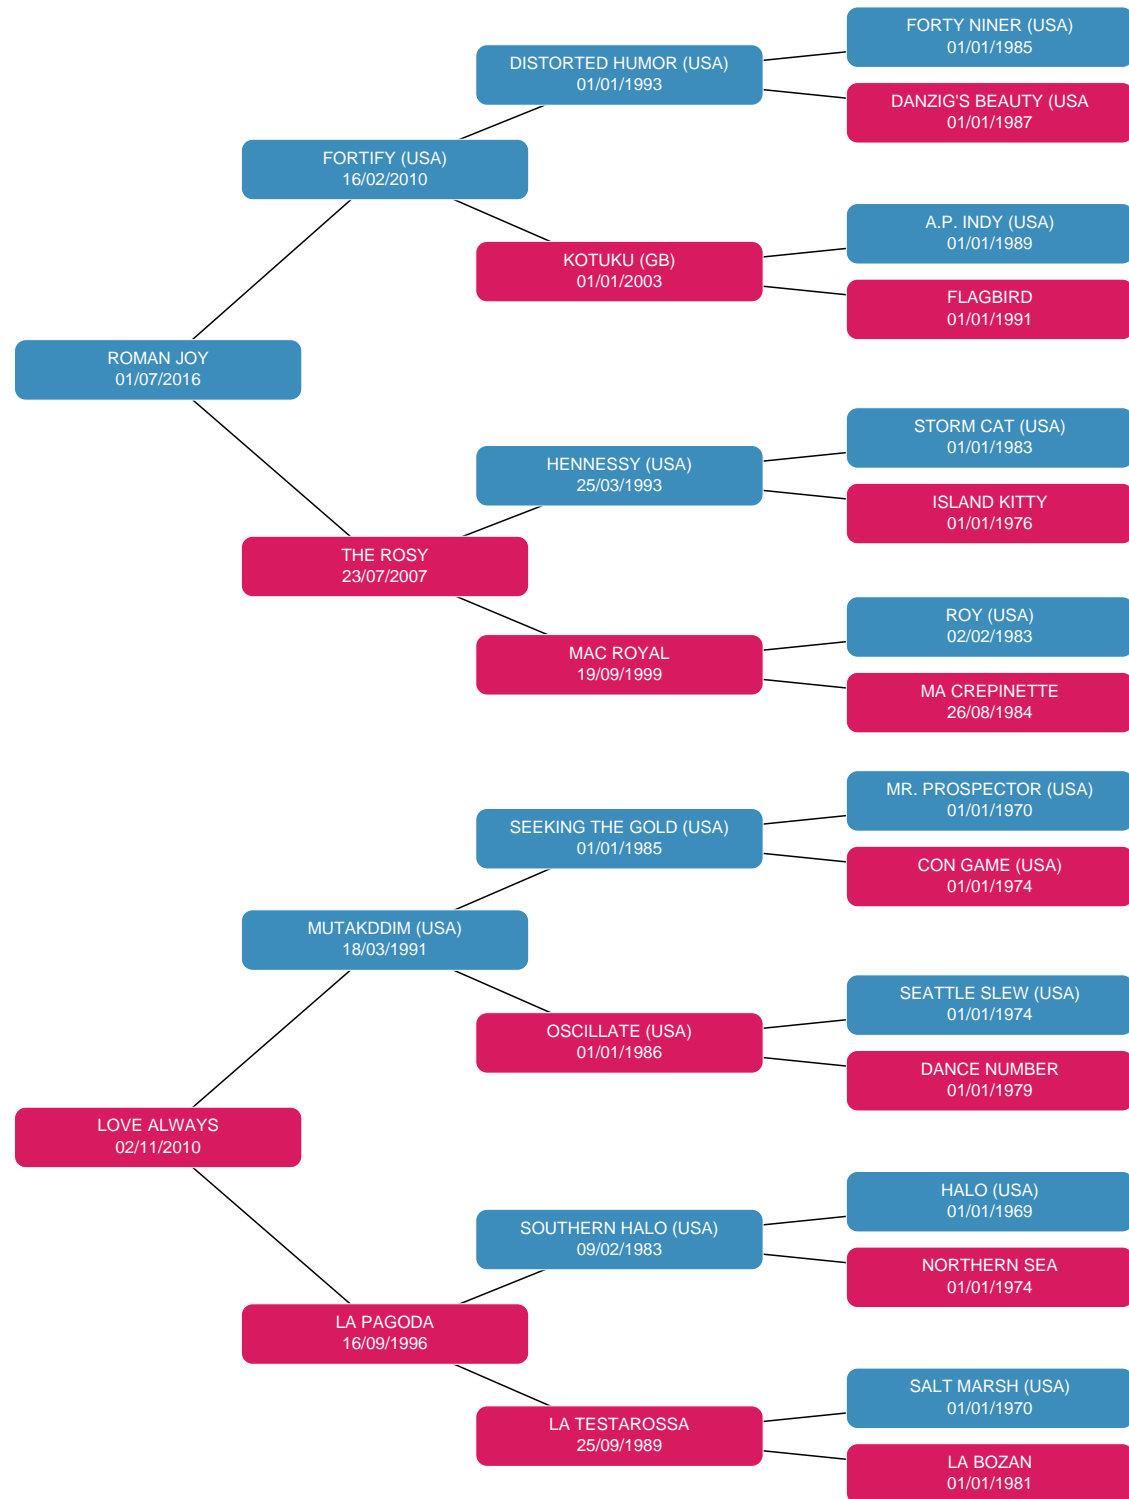 FORTY NINER (USA)
01/01/1985
DISTORTED HUMOR (USA)
01/01/1993
DANZIG'S BEAUTY (USA
01/01/1987
FORTIFY (USA)
16/02/2010
A.P. INDY (USA)
01/01/1989
KOTUKU (GB)
01/01/2003
FLAGBIRD
01/01/1991
ROMAN JOY
01/07/2016
STORM CAT (USA)
01/01/1983
HENNESSY (USA)
25/03/1993
ISLAND KITTY
01/01/1976
THE ROSY
23/07/2007
ROY (USA)
02/02/1983
MAC ROYAL
19/09/1999
MA CREPINETTE
26/08/1984
MR. PROSPECTOR (USA)
01/01/1970
SEEKING THE GOLD (USA)
01/01/1985
CON GAME (USA)
01/01/1974
MUTAKDDIM (USA)
18/03/1991
SEATTLE SLEW (USA)
01/01/1974
OSCILLATE (USA)
01/01/1986
DANCE NUMBER
01/01/1979
LOVE ALWAYS
02/11/2010
HALO (USA)
01/01/1969
SOUTHERN HALO (USA)
09/02/1983
NORTHERN SEA
01/01/1974
LA PAGODA
16/09/1996
SALT MARSH (USA)
01/01/1970
LA TESTAROSSA
25/09/1989
LA BOZAN
01/01/1981